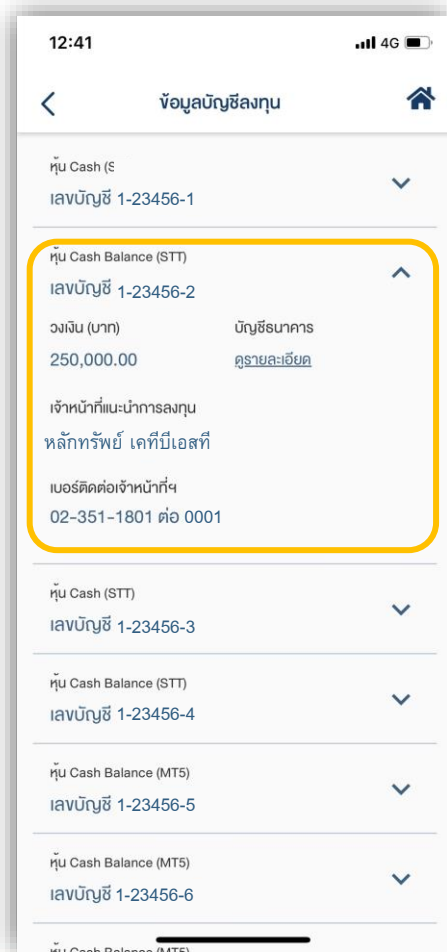 12:41
4G
ข้อมูลบัญชีลงทุน
หุ้น Cash (S
เลขบัญชี 1-23456-1
หุ้น Cash Balance (STT)
เลขบัญชี 1-23456-2
วงเงิน (บาท) บัญชีธนาคาร
250,000.00 ดูรายละเอียด
เจ้าหน้าที่แนะนำการลงทุน
หลักทรัพย์ เคทีบีเอสที
เบอร์ติดต่อเจ้าหน้าที่ฯ
02-351-1801 ต่อ 0001
หุ้น Cash (STT)
เลขบัญชี 1-23456-3
หุ้น Cash Balance (STT)
เลขบัญชี 1-23456-4
หุ้น Cash Balance (MT5)
เลขบัญชี 1-23456-5
หุ้น Cash Balance (MT5)
เลขบัญชี 1-23456-6
หุ้น Cash Balance (MT5)